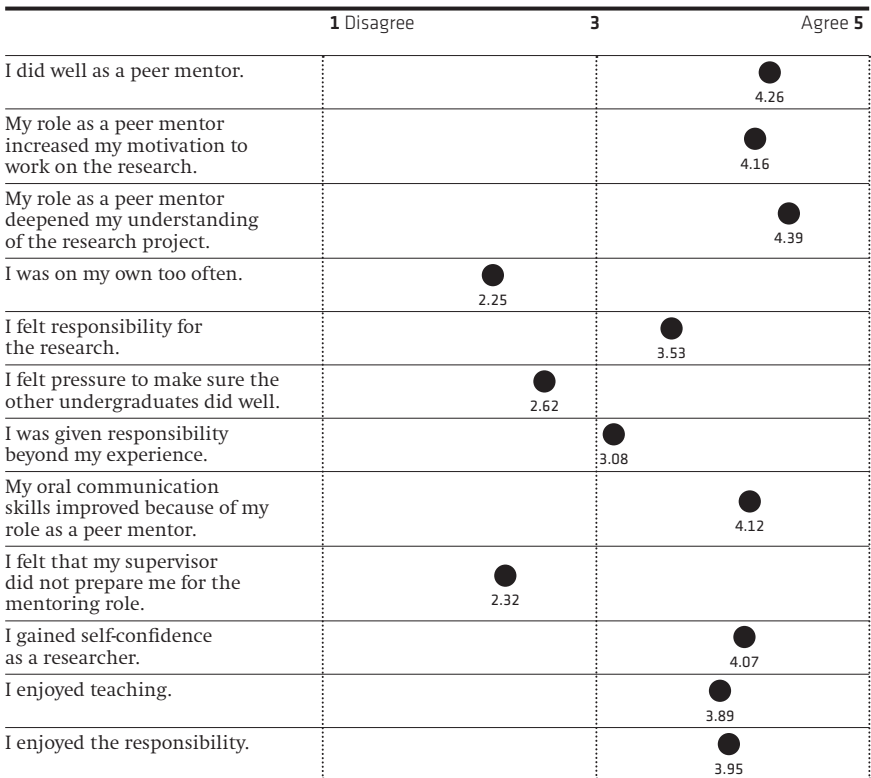 1 Disagree 3 Agree 5
I did well as a peer mentor.
4.26
My role as a peer mentor
increased my motivation to
work on the research.
4.16
My role as a peer mentor
deepened my understanding
of the research project.
4.39
I was on my own too often.
2.25
I felt responsibility for
the research.
3.53
I felt pressure to make sure the
other undergraduates did well.
2.62
I was given responsibility
beyond my experience.
3.08
My oral communication
skills improved because of my
role as a peer mentor.
4.12
I felt that my supervisor
did not prepare me for the
mentoring role.
2.32
I gained self-confidence
as a researcher.
4.07
I enjoyed teaching.
3.89
I enjoyed the responsibility.
3.95